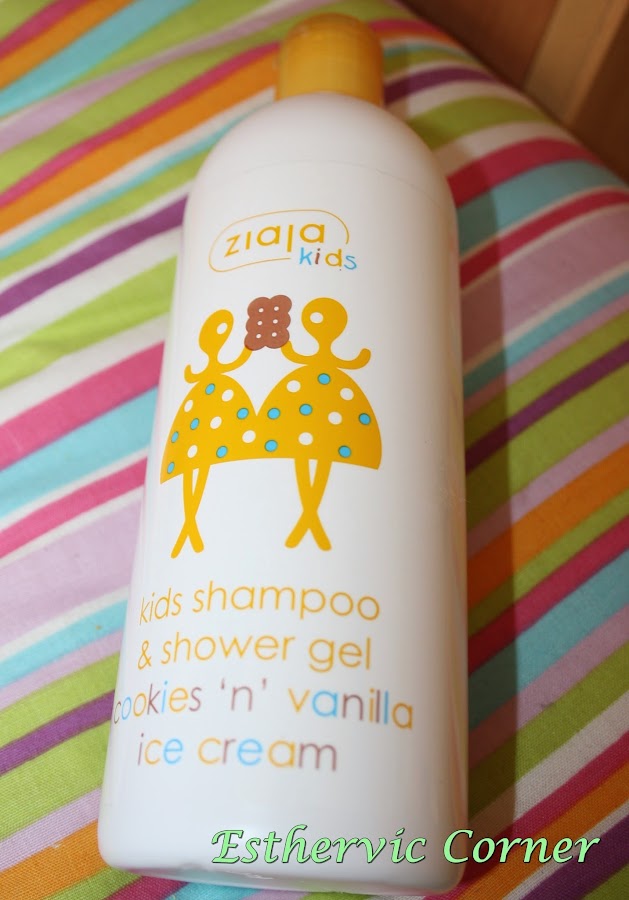 ziaja
kids
kids shampoo
& shower gel
cookies 'n' vanilla
ice cream
Esthervic Corner